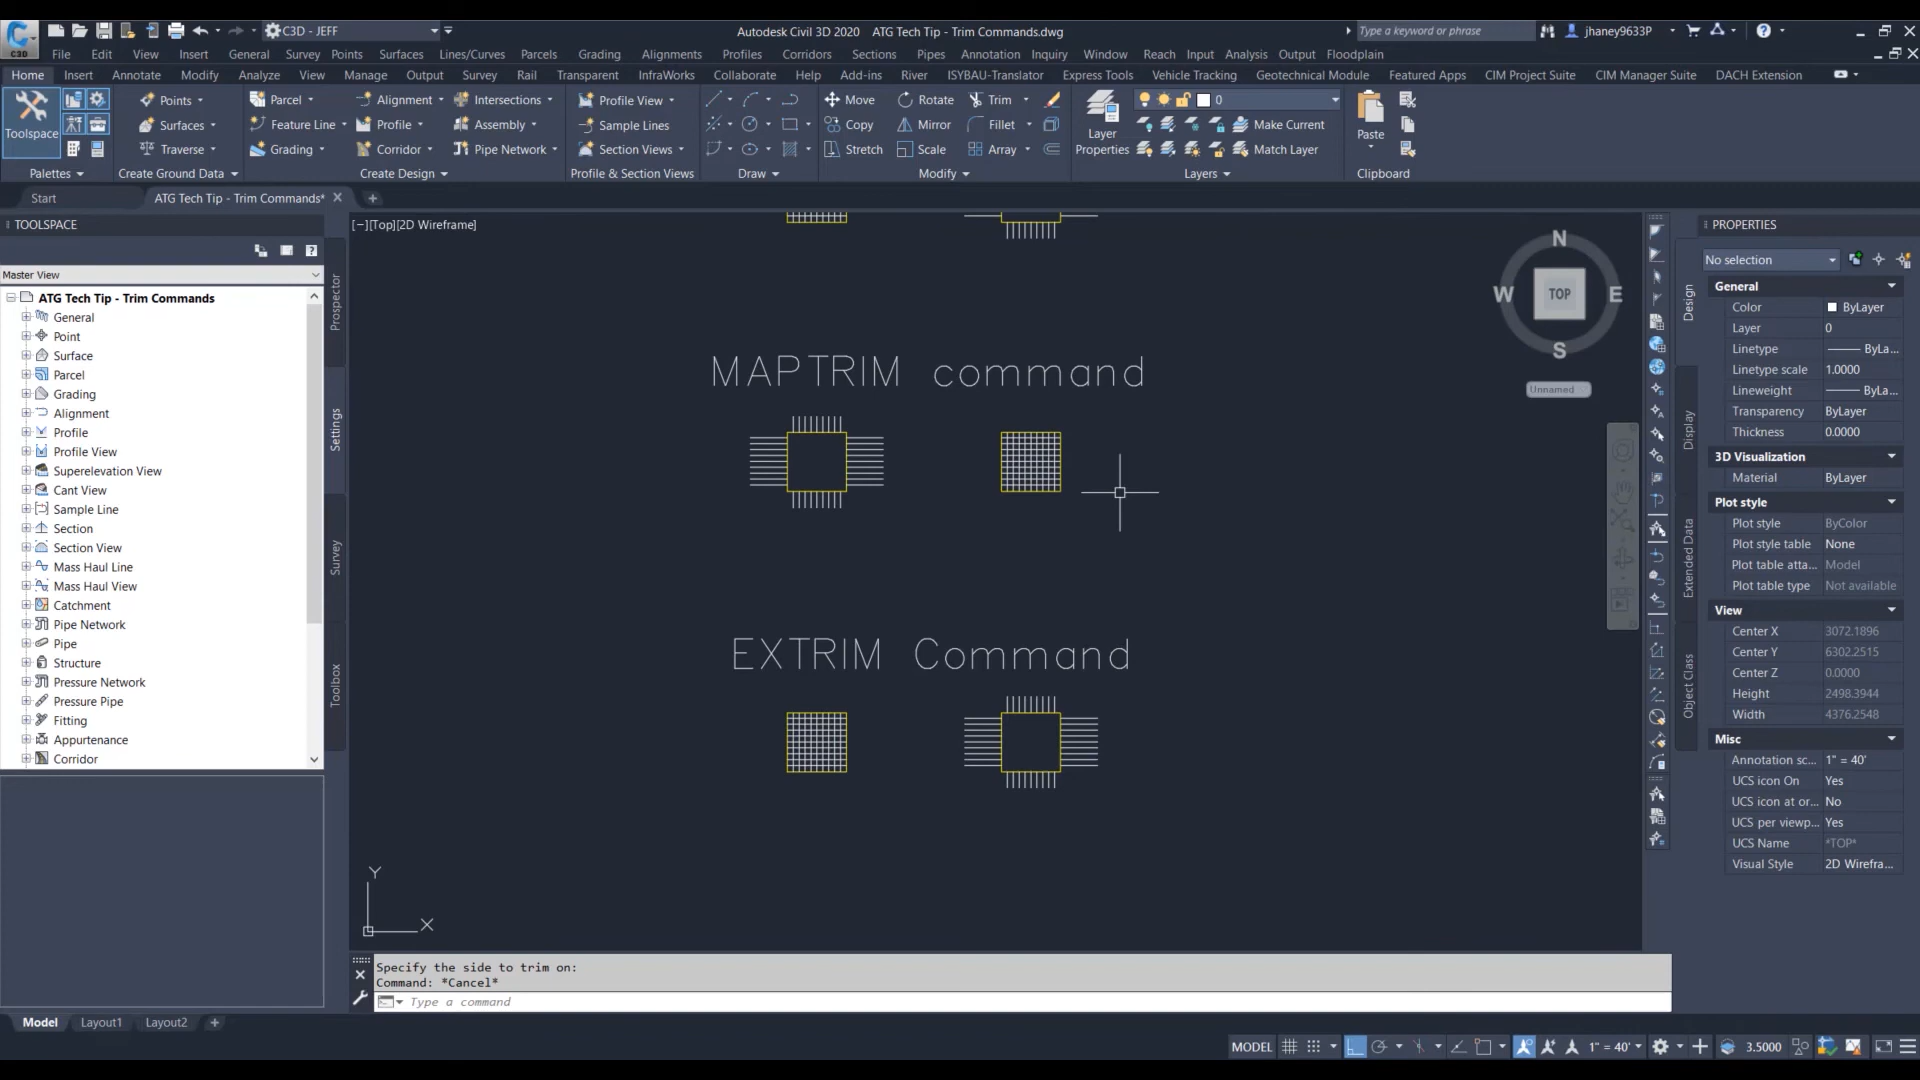 C3D - JEFF
Autodesk Civil 3D 2020 ATG Tech Tip - Trim Commands.dwg
Type a keyword or phrase
jhaney9633P
C3D
File Edit View Insert General Survey Points Surfaces Lines/Curves Parcels Grading Alignments Profiles Corridors Sections Pipes Annotation Inquiry Window Reach Input Analysis Output Floodplain
Home Insert Annotate Modify Analyze View Manage Output Survey Rail Transparent InfraWorks Collaborate Help Add-ins River ISYBAU-Translator Express Tools Vehicle Tracking Geotechnical Module Featured Apps CIM Project Suite CIM Manager Suite DACH Extension
Points Parcel Alignment Intersections Profile View Move Rotate Trim 0
Toolspace Surfaces Feature Line Profile Assembly Sample Lines Copy Mirror Fillet Layer Properties Make Current Paste
Traverse Grading Corridor Pipe Network Section Views Stretch Scale Array Match Layer
Palettes Create Ground Data Create Design Profile & Section Views Draw Modify Layers Clipboard
Start ATG Tech Tip - Trim Commands*
TOOLSPACE
Master View
ATG Tech Tip - Trim Commands
General
Point
Surface
Parcel
Grading
Alignment
Profile
Profile View
Superelevation View
Cant View
Sample Line
Section
Section View
Mass Haul Line
Mass Haul View
Catchment
Pipe Network
Pipe
Structure
Pressure Network
Pressure Pipe
Fitting
Appurtenance
Corridor
Prospector
Settings
Survey
Toolbox
[−][Top][2D Wireframe]
MAPTRIM command
EXTRIM Command
Y
X
N
W TOP E
S
Unnamed
PROPERTIES
No selection
Design
Display
Extended Data
Object Class
General
Color ByLayer
Layer 0
Linetype ByLa...
Linetype scale 1.0000
Lineweight ByLa...
Transparency ByLayer
Thickness 0.0000
3D Visualization
Material ByLayer
Plot style
Plot style ByColor
Plot style table None
Plot table atta... Model
Plot table type Not available
View
Center X 3072.1896
Center Y 6302.2515
Center Z 0.0000
Height 2498.3944
Width 4376.2548
Misc
Annotation sc... 1" = 40'
UCS icon On Yes
UCS icon at or... No
UCS per viewp... Yes
UCS Name *TOP*
Visual Style 2D Wirefra...
Specify the side to trim on:
Command: *Cancel*
Type a command
Model Layout1 Layout2
MODEL 1" = 40' 3.5000